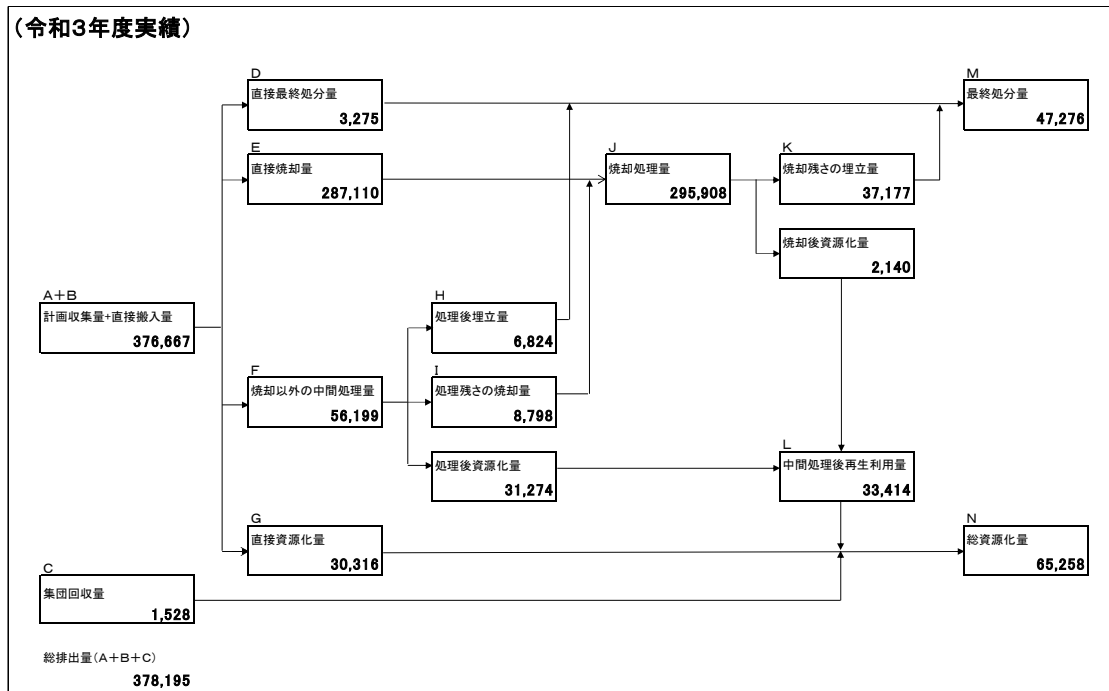 (令和3年度実績)
D
直接最終処分量
3,275
M
最終処分量
47,276
E
直接焼却量
287,110
J
焼却処理量
295,908
K
焼却残さの埋立量
37,177
焼却後資源化量
2,140
A+B
計画収集量+直接搬入量
376,667
H
処理後埋立量
6,824
F
焼却以外の中間処理量
56,199
I
処理残さの焼却量
8,798
処理後資源化量
31,274
L
中間処理後再生利用量
33,414
G
直接資源化量
30,316
N
総資源化量
65,258
C
集団回収量
1,528
総排出量(A+B+C)
378,195